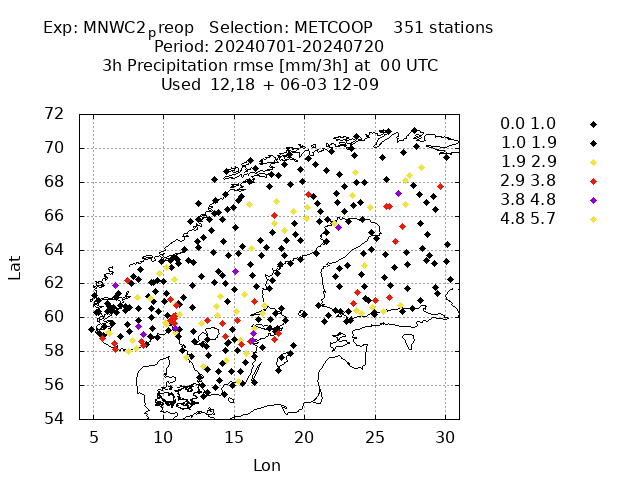 Exp: MNWC2preop Selection: METCOOP 351 stations
Period: 20240701-20240720
3h Precipitation rmse [mm/3h] at 00 UTC
Used 12,18 + 06-03 12-09
72
70
68
66
64
62
60
58
56
54
5 10 15 20 25 30
Lat
Lon
0.0 1.0
1.0 1.9
1.9 2.9
2.9 3.8
3.8 4.8
4.8 5.7